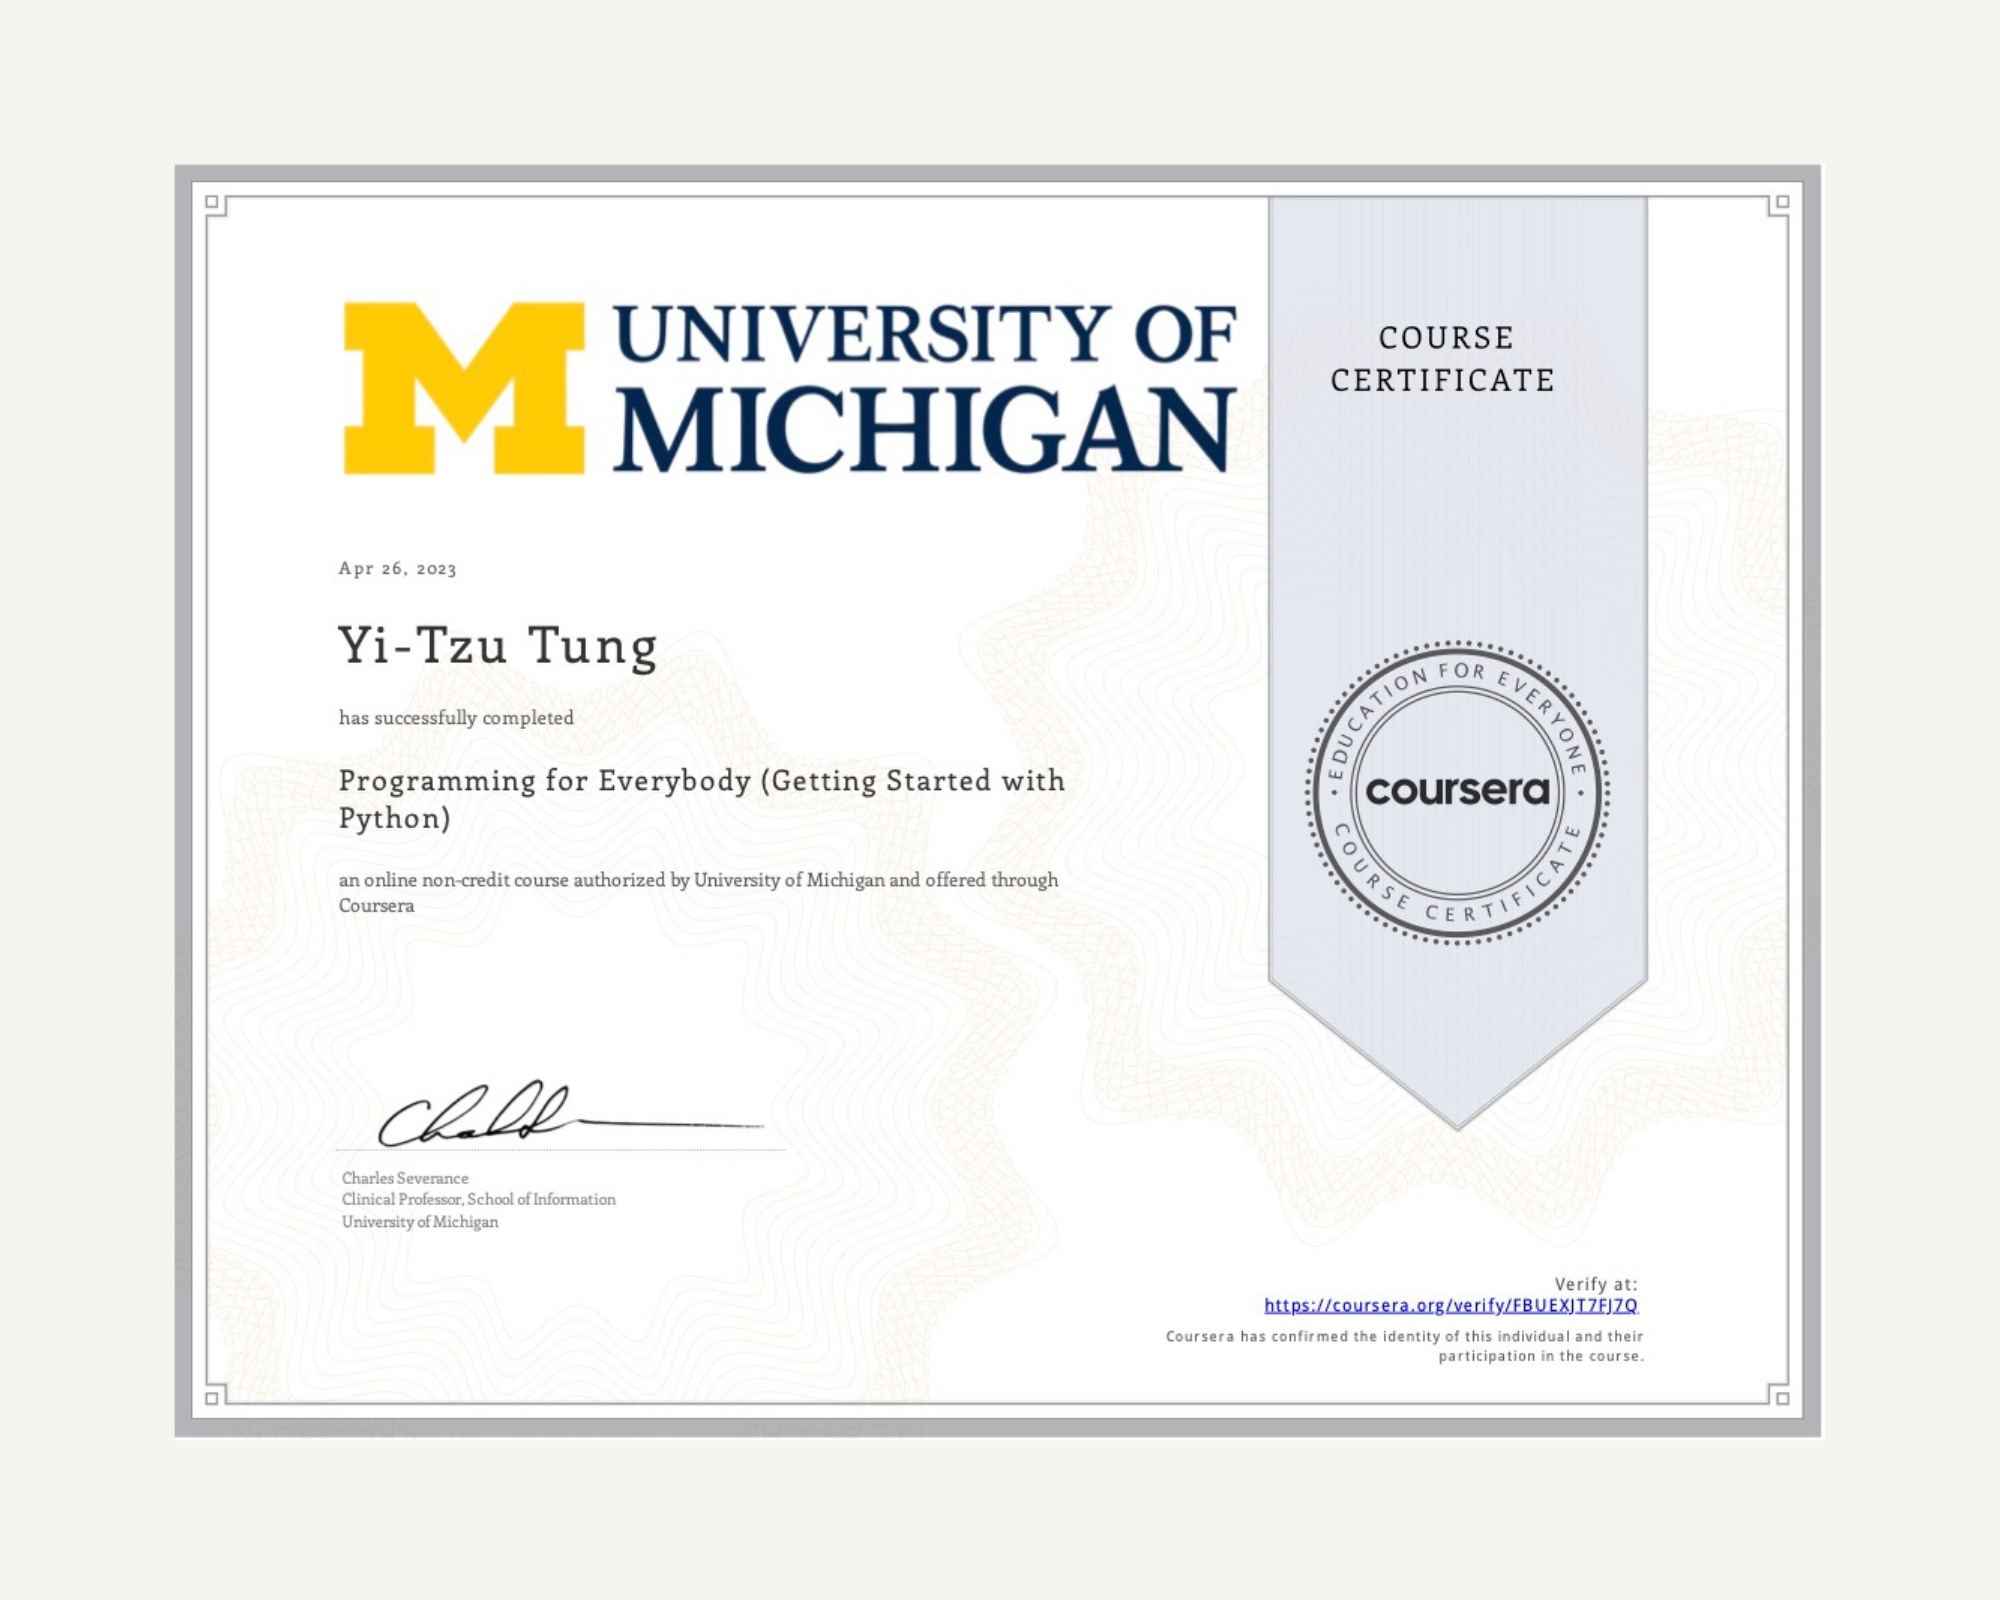 UNIVERSITY OF
MICHIGAN
COURSE
CERTIFICATE
Apr 26, 2023
Yi-Tzu Tung
has successfully completed
Programming for Everybody (Getting Started with
Python)
an online non-credit course authorized by University of Michigan and offered through
Coursera
EDUCATION FOR EVERYONE
coursera
COURSE CERTIFICATE
Charles Severance
Clinical Professor, School of Information
University of Michigan
Verify at:
https://coursera.org/verify/FBUEXJT7FJ7Q
Coursera has confirmed the identity of this individual and their
participation in the course.